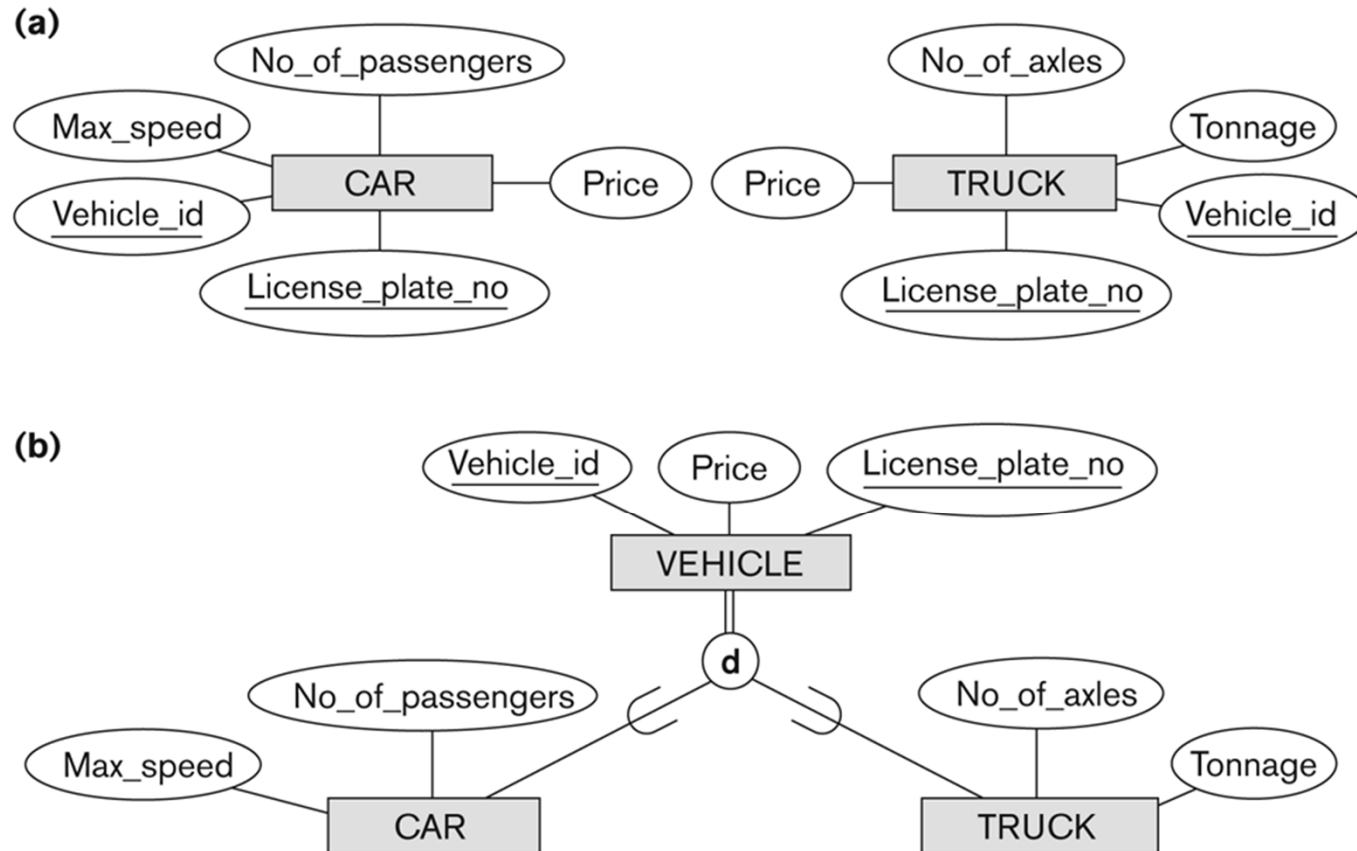 (a)
No_of_passengers
No_of_axles
Max_speed
Tonnage
CAR
Price
Price
TRUCK
Vehicle_id
Vehicle_id
License_plate_no
License_plate_no
(b)
Vehicle_id
Price
License_plate_no
VEHICLE
d
No_of_passengers
No_of_axles
Max_speed
Tonnage
CAR
TRUCK